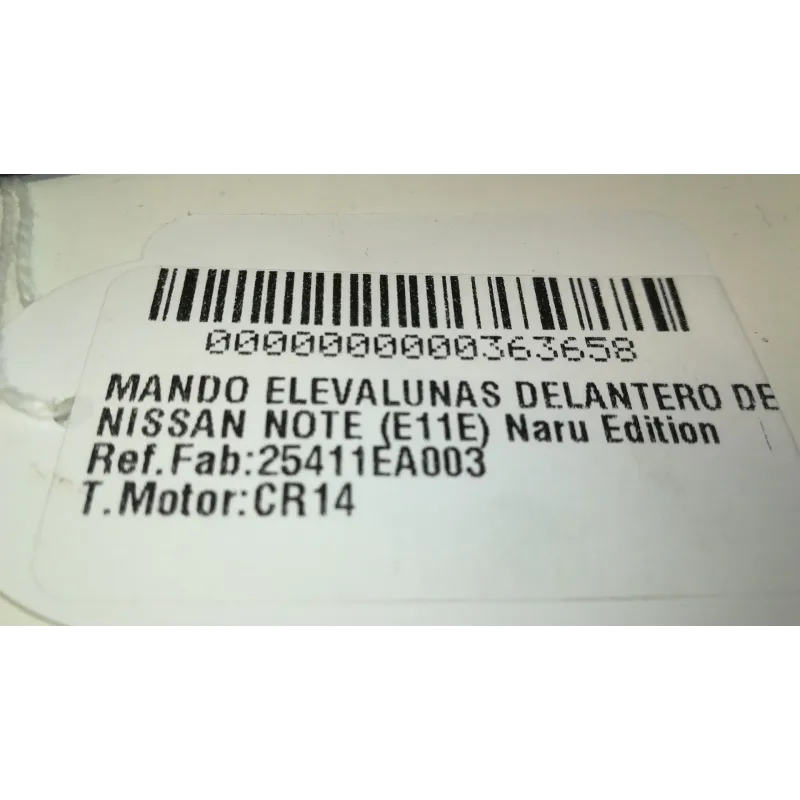 0000000000363658
MANDO ELEVALUNAS DELANTERO DE
NISSAN NOTE (E11E) Naru Edition
Ref.Fab:25411EA003
T.Motor:CR14